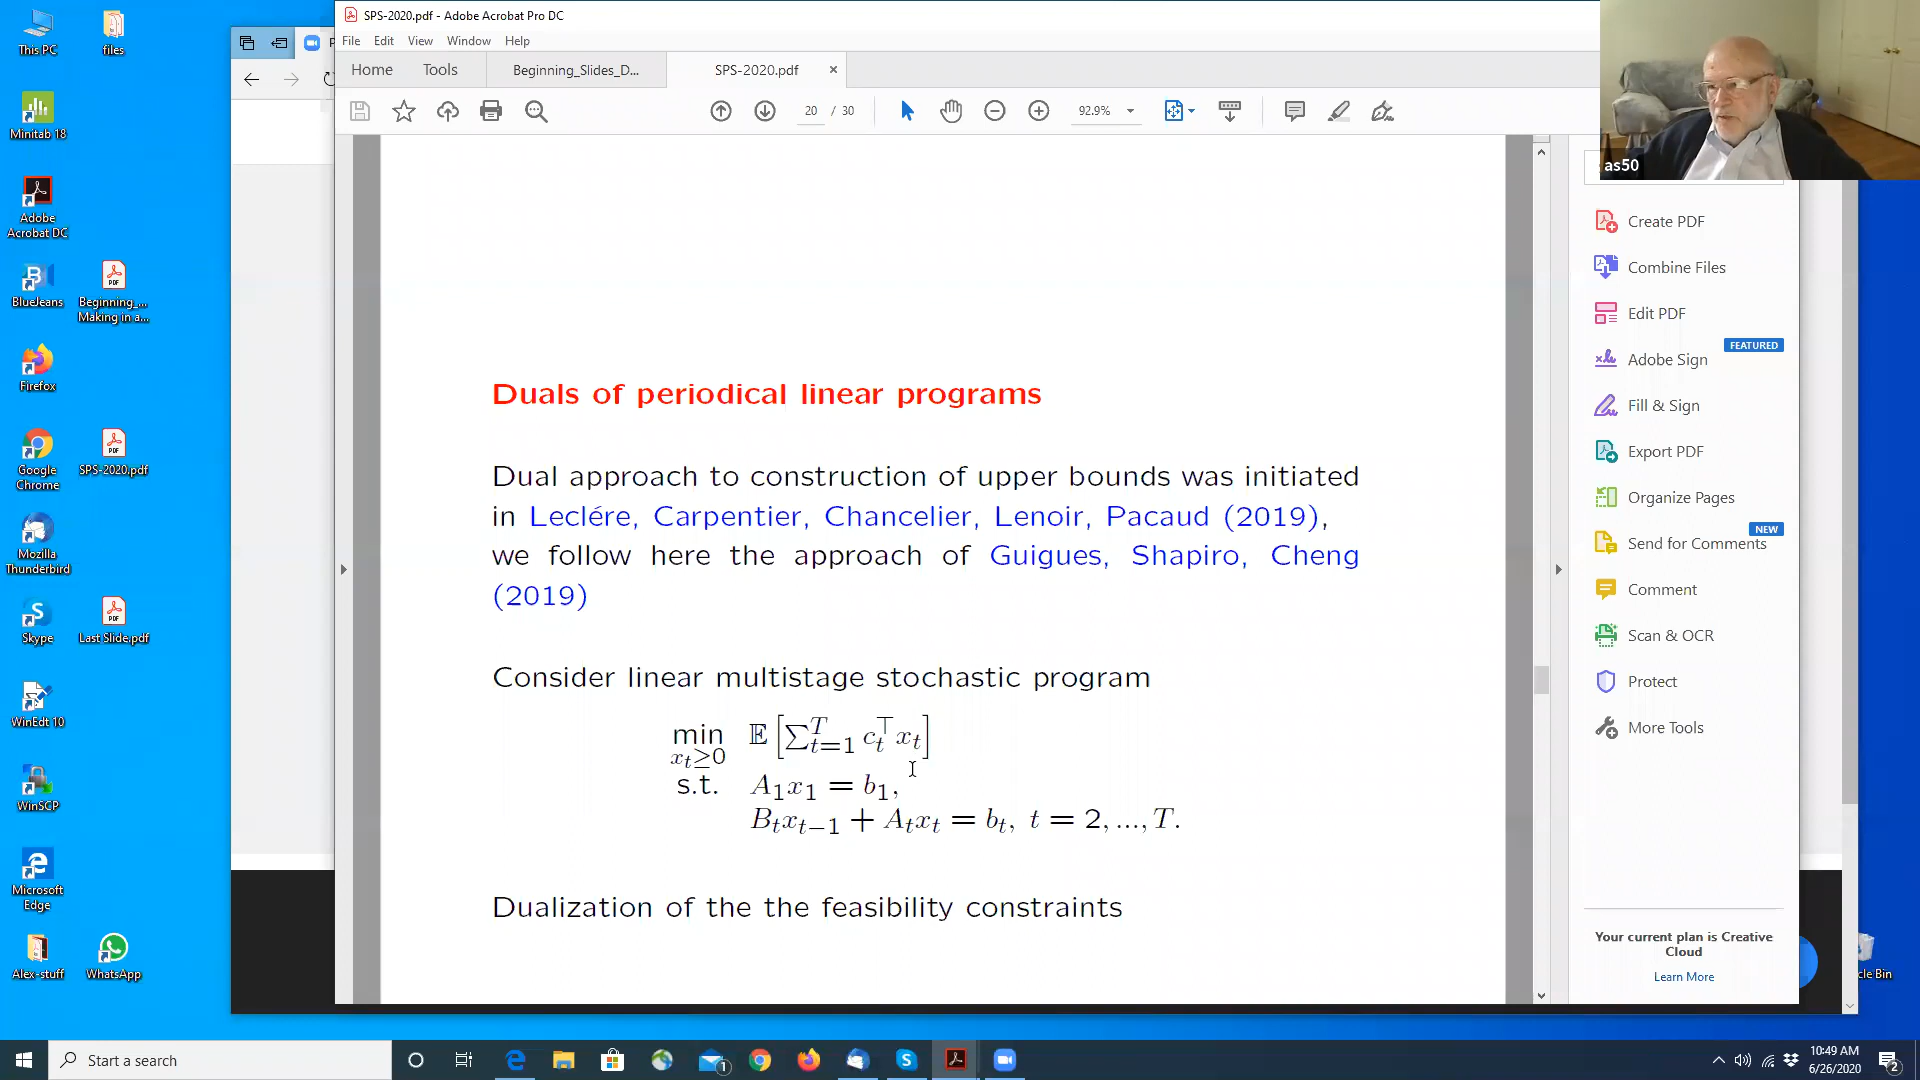 SPS-2020.pdf - Adobe Acrobat Pro DC
File Edit View Window Help
Home Tools Beginning_Slides_D... SPS-2020.pdf ×
20 / 30 92.9%
as50
This PC
files
Minitab 18
Adobe
Acrobat DC
BlueJeans
Beginning_...
Making in a...
Firefox
Google
Chrome
SPS-2020.pdf
Mozilla
Thunderbird
Skype
Last Slide.pdf
WinEdt 10
WinSCP
Microsoft
Edge
Alex-stuff
WhatsApp
Duals of periodical linear programs
Dual approach to construction of upper bounds was initiated
in Leclére, Carpentier, Chancelier, Lenoir, Pacaud (2019),
we follow here the approach of Guigues, Shapiro, Cheng
(2019)
Consider linear multistage stochastic program
min_{x_t≥0} 𝔼[∑_{t=1}^T c_t^⊤ x_t]
s.t. A_1x_1 = b_1,
B_tx_{t−1} + A_tx_t = b_t, t = 2, ..., T.
Dualization of the the feasibility constraints
Create PDF
Combine Files
Edit PDF
FEATURED
Adobe Sign
Fill & Sign
Export PDF
Organize Pages
NEW
Send for Comments
Comment
Scan & OCR
Protect
More Tools
Your current plan is Creative
Cloud
Learn More
cle Bin
Start a search
1
10:49 AM
6/26/2020
2